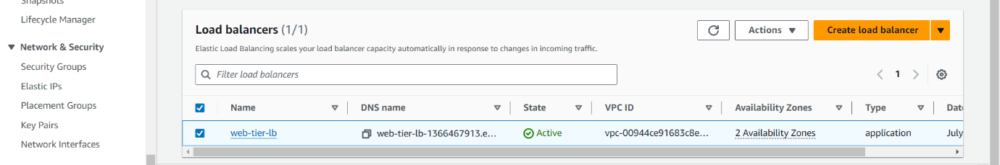 Snapshots
Lifecycle Manager
Network & Security
Security Groups
Elastic IPs
Placement Groups
Key Pairs
Network Interfaces
Load balancers (1/1)
Actions
Create load balancer
Elastic Load Balancing scales your load balancer capacity automatically in response to changes in incoming traffic.
Filter load balancers
1
Name DNS name State VPC ID Availability Zones Type Date
web-tier-lb web-tier-lb-1366467913.e... Active vpc-00944ce91683c8e... 2 Availability Zones application July